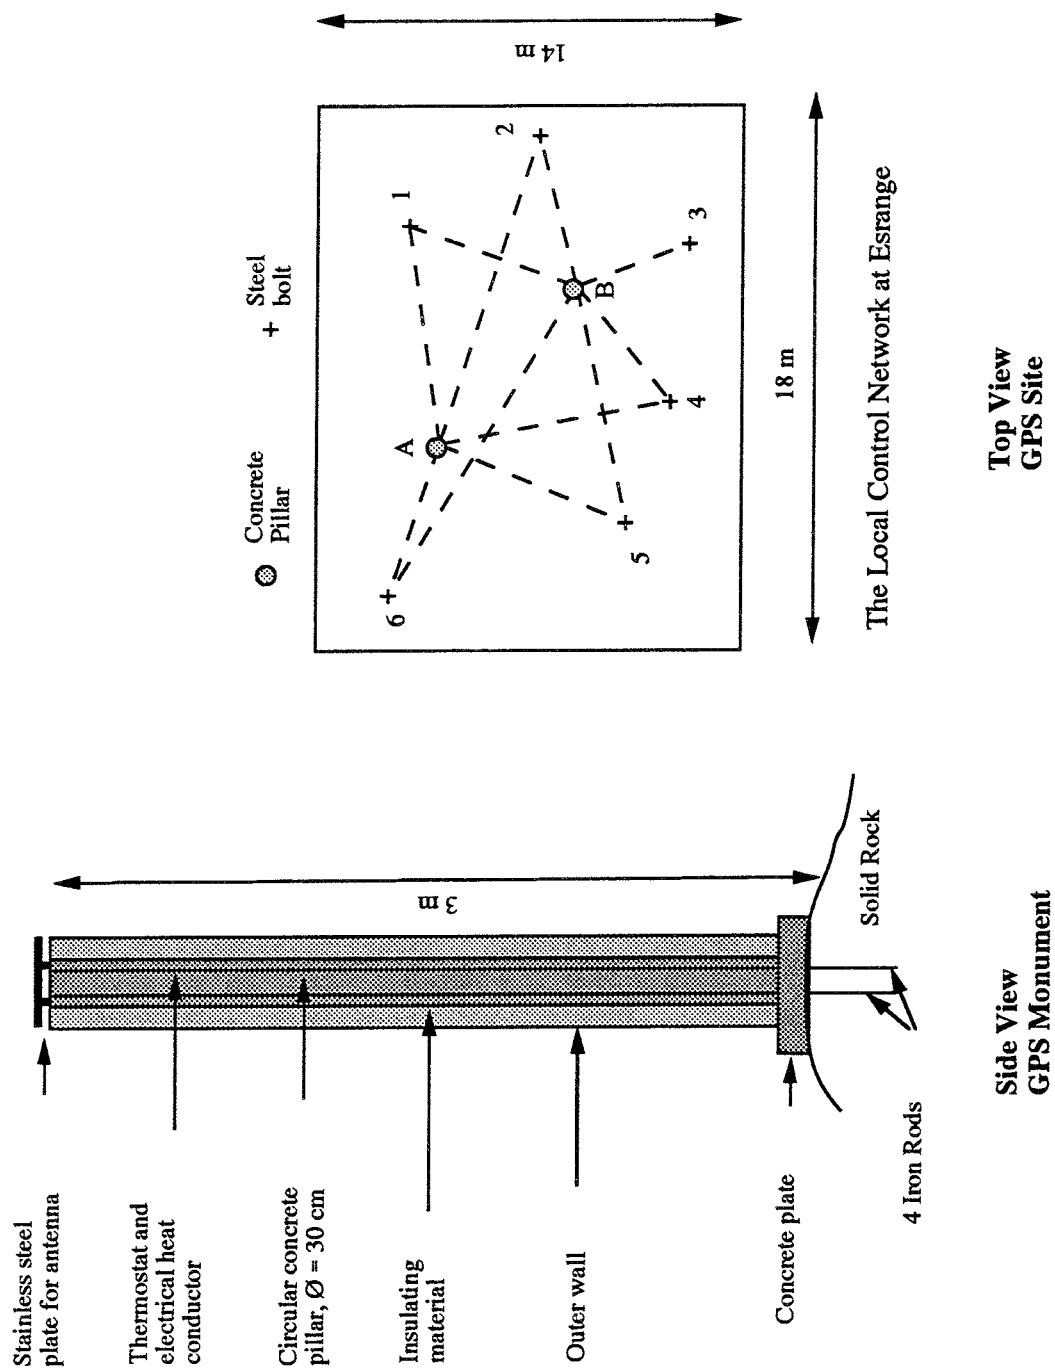 Stainless steel
plate for antenna
Thermostat and
electrical heat
conductor
Circular concrete
pillar, Ø = 30 cm
Insulating
material
Outer wall
Concrete plate
4 Iron Rods
3 m
Solid Rock
Side View
GPS Monument
Concrete
Pillar
Steel
bolt
14 m
6
A
1
2
5
4
B
3
18 m
The Local Control Network at Esrange
Top View
GPS Site